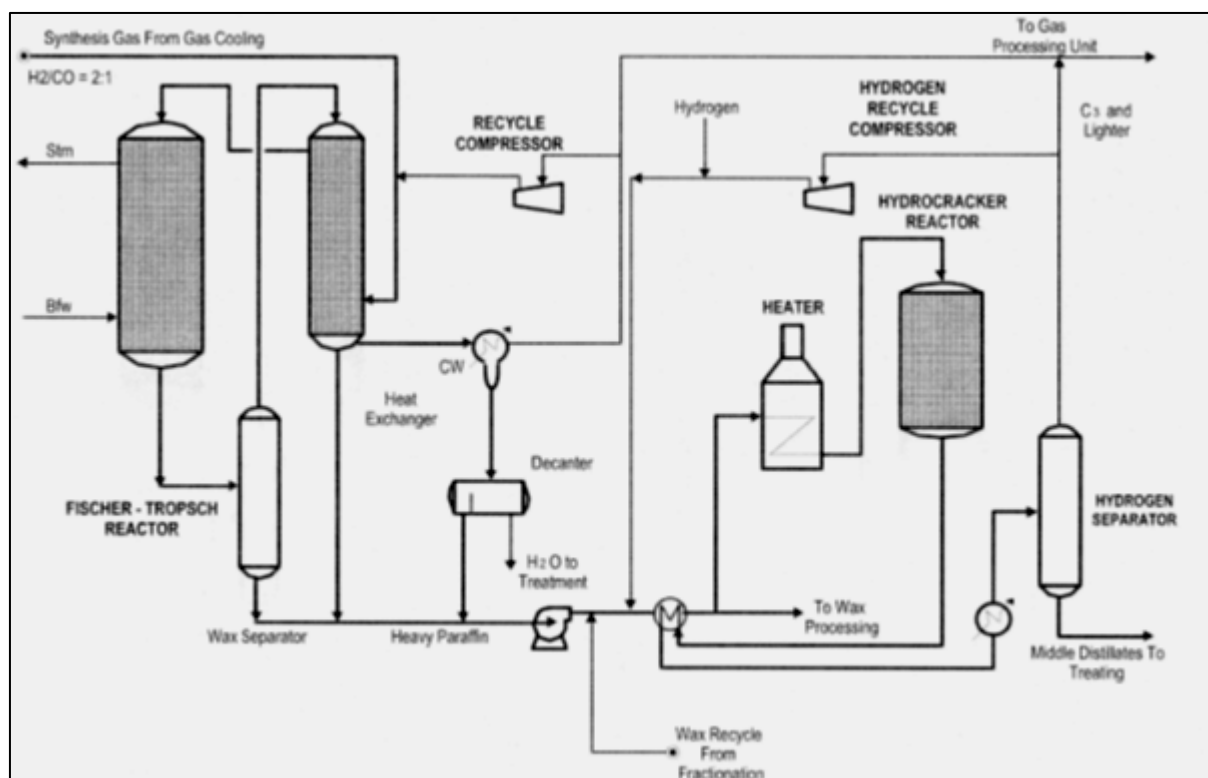 Synthesis Gas From Gas Cooling
H2/CO = 2:1
To Gas
Processing Unit
Hydrogen
HYDROGEN
RECYCLE
COMPRESSOR
RECYCLE
COMPRESSOR
C₃ and
Lighter
Stm
HYDROCRACKER
REACTOR
Bfw
HEATER
CW
Heat
Exchanger
Decanter
FISCHER - TROPSCH
REACTOR
HYDROGEN
SEPARATOR
H₂O to
Treatment
Wax Separator
Heavy Paraffin
To Wax
Processing
Middle Distillates To
Treating
Wax Recycle
From
Fractionation